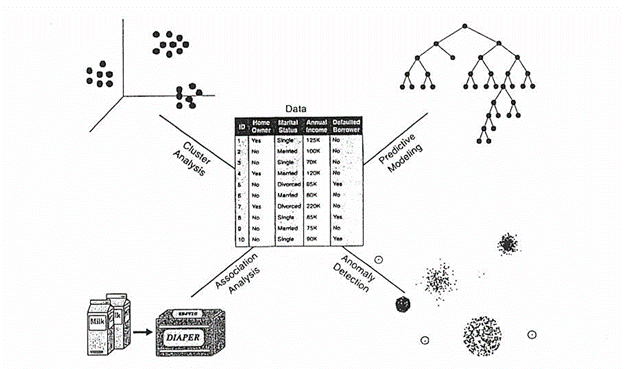 Data
ID Home Owner Marital Status Annual Income Defaulted Borrower
1 Yes Single 125K No
2 No Married 100K No
3 No Single 70K No
4 Yes Married 120K No
5 No Divorced 95K Yes
6 No Married 60K No
7 Yes Divorced 220K No
8 No Single 85K Yes
9 No Married 75K No
10 No Single 90K Yes
Cluster
Analysis
Predictive
Modeling
Association
Analysis
Anomaly
Detection
Milk
DIAPER
DIAPER